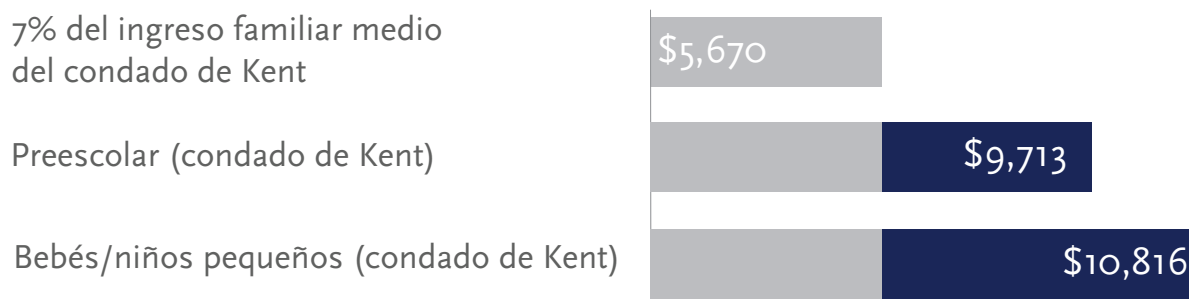 7% del ingreso familiar medio
del condado de Kent
$5,670
Preescolar (condado de Kent)
$9,713
Bebés/niños pequeños (condado de Kent)
$10,816